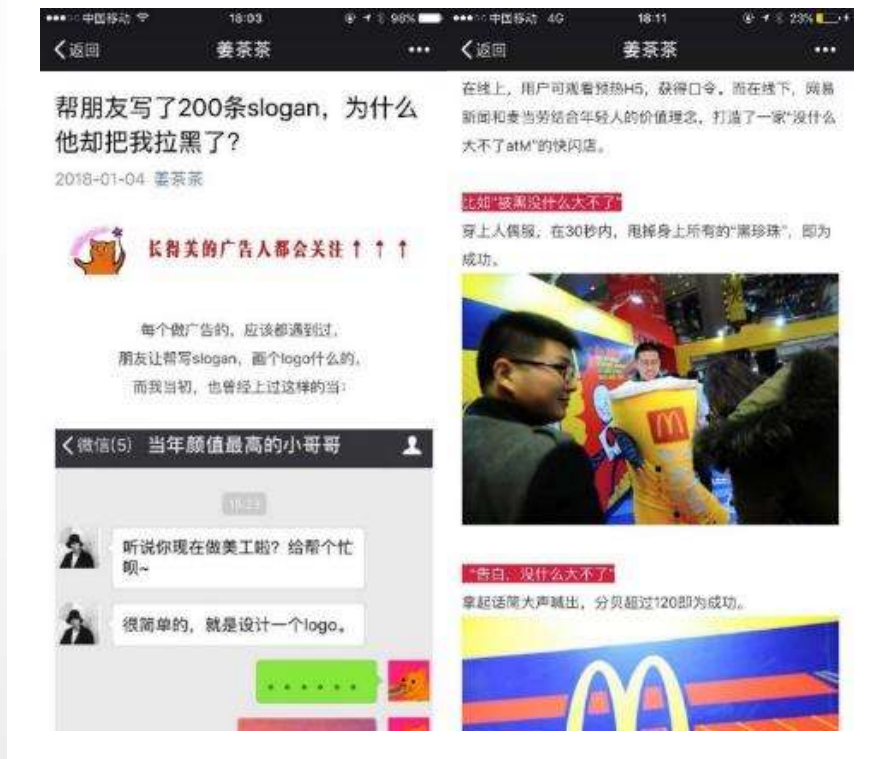 中国移动
18:03
98%
返回
姜茶茶
帮朋友写了200条slogan，为什么
他却把我拉黑了？
2018-01-04 姜茶茶
长得美的广告人都会关注↑↑↑
每个做广告的，应该都遇到过，
朋友让帮写slogan，画个logo什么的，
而我当初，也曾经上过这样的当：
微信(5) 当年颜值最高的小哥哥
听说你现在做美工啦？给帮个忙
呗~
很简单的，就是设计一个logo。
......
中国移动 4G
18:11
23%
返回
姜茶茶
在线上，用户可观看预热H5，获得口令。而在线下，网易
新闻和麦当劳结合年轻人的价值理念，打造了一家“没什么
大不了atM”的快闪店。
比如“被黑没什么大不了”
穿上人偶服，在30秒内，甩掉身上所有的“黑珍珠”，即为
成功。
“告白，没什么大不了”
拿起话筒大声喊出，分贝超过120即为成功。